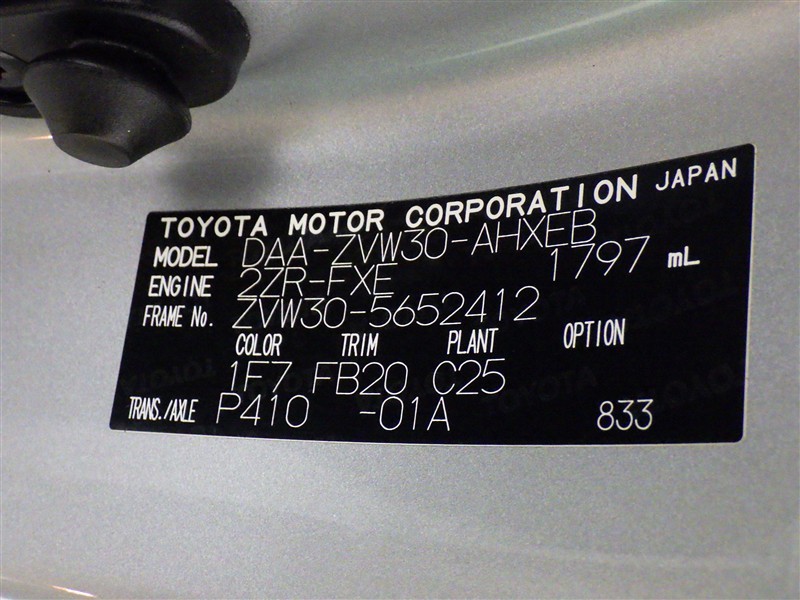 TOYOTA MOTOR CORPORATION JAPAN
MODEL DAA-ZVW30-AHXEB
ENGINE 2ZR-FXE 1797 mL
FRAME No. ZVW30-5652412
COLOR TRIM PLANT OPTION
1F7 FB20 C25
TRANS./AXLE P410 -01A 833